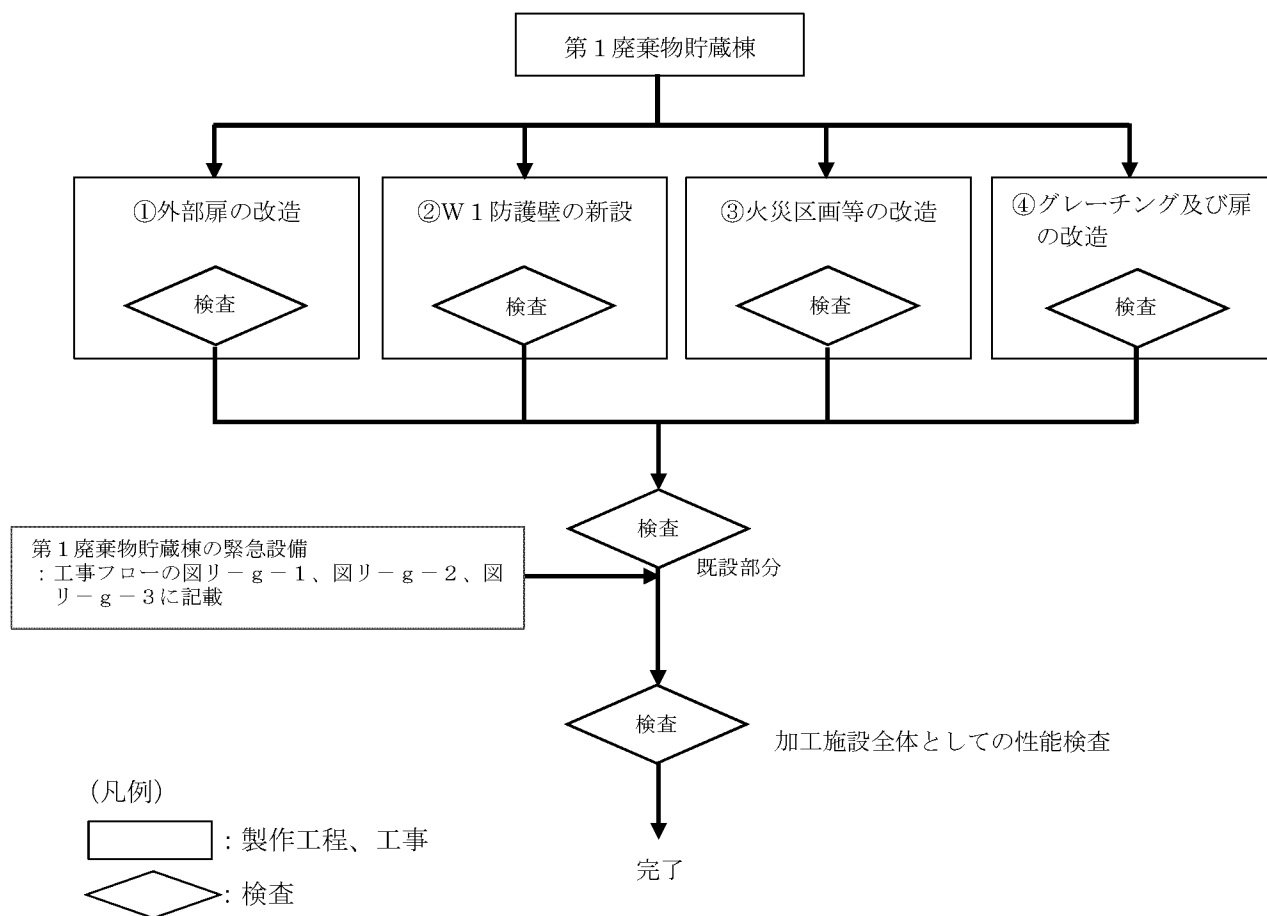 第１廃棄物貯蔵棟
①外部扉の改造
検査
②Ｗ１防護壁の新設
検査
③火災区画等の改造
検査
④グレーチング及び扉
の改造
検査
検査
既設部分
第１廃棄物貯蔵棟の緊急設備
：工事フローの図リ－ｇ－１、図リ－ｇ－２、図
リ－ｇ－３に記載
検査
加工施設全体としての性能検査
完了
（凡例）
：製作工程、工事
：検査